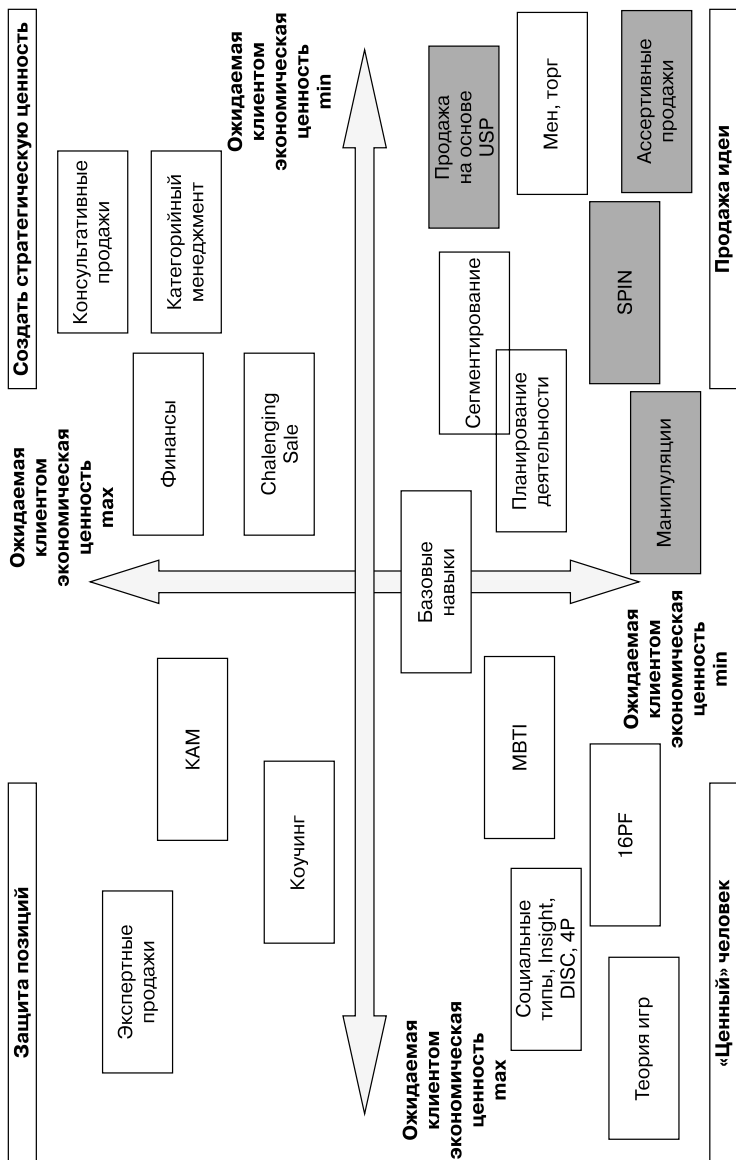 Защита позиций
Создать стратегическую ценность
Ожидаемая
клиентом
экономическая
ценность
max
Экспертные
продажи
КАМ
Коучинг
Финансы
Chalenging
Sale
Консультативные
продажи
Категорийный
менеджмент
Ожидаемая
клиентом
экономическая
ценность
min
Ожидаемая
клиентом
экономическая
ценность
max
Базовые
навыки
Социальные
типы, Insight,
DISC, 4P
MBTI
16PF
Теория игр
Сегментирование
Планирование
деятельности
Продажа
на основе
USP
Мен, торг
SPIN
Ассертивные
продажи
Манипуляции
Ожидаемая
клиентом
экономическая
ценность
min
«Ценный» человек
Продажа идеи